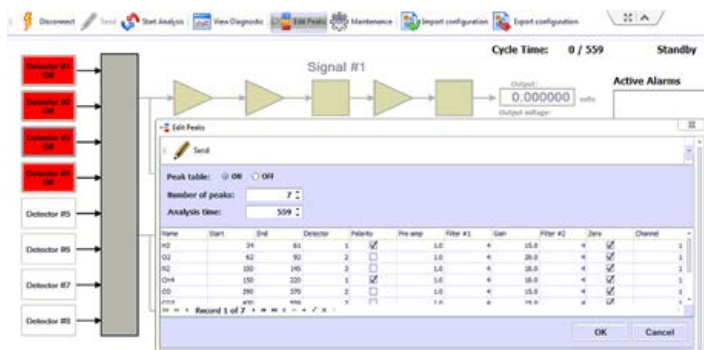 Disconnect Send Start Analysis View Diagnostic Edit Peaks Maintenance Import configuration Export configuration
Cycle Time: 0 / 559 Standby
Signal #1
Detector #1
Off
Detector #2
Off
Detector #3
Off
Detector #4
Off
Detector #5
Detector #6
Detector #7
Detector #8
Output:
0.000000 volts
Output voltage:
Active Alarms
Edit Peaks
Send
Peak table: ON OFF
Number of peaks: 7
Analysis time: 559
Name Start End Detector Polarity Pre-amp Filter #1 Gain Filter #2 Zero Channel
H2 34 61 1 1.0 4 15.0 4 1
O2 62 92 2 1.0 4 20.0 4 1
N2 100 145 3 1.0 4 18.0 4 1
CH4 150 220 1 1.0 4 18.0 4 1
CO 290 370 2 1.0 4 15.0 4 1
Record 1 of 7
OK Cancel